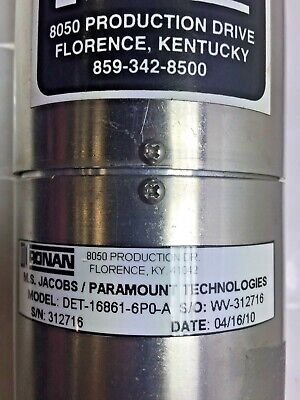 8050 PRODUCTION DRIVE
FLORENCE, KENTUCKY
859-342-8500
RONAN
8050 PRODUCTION DR.
FLORENCE, KY 41042
M.S. JACOBS / PARAMOUNT TECHNOLOGIES
MODEL: DET-16861-6P0-A S/O: WV-312716
S/N: 312716 DATE: 04/16/10